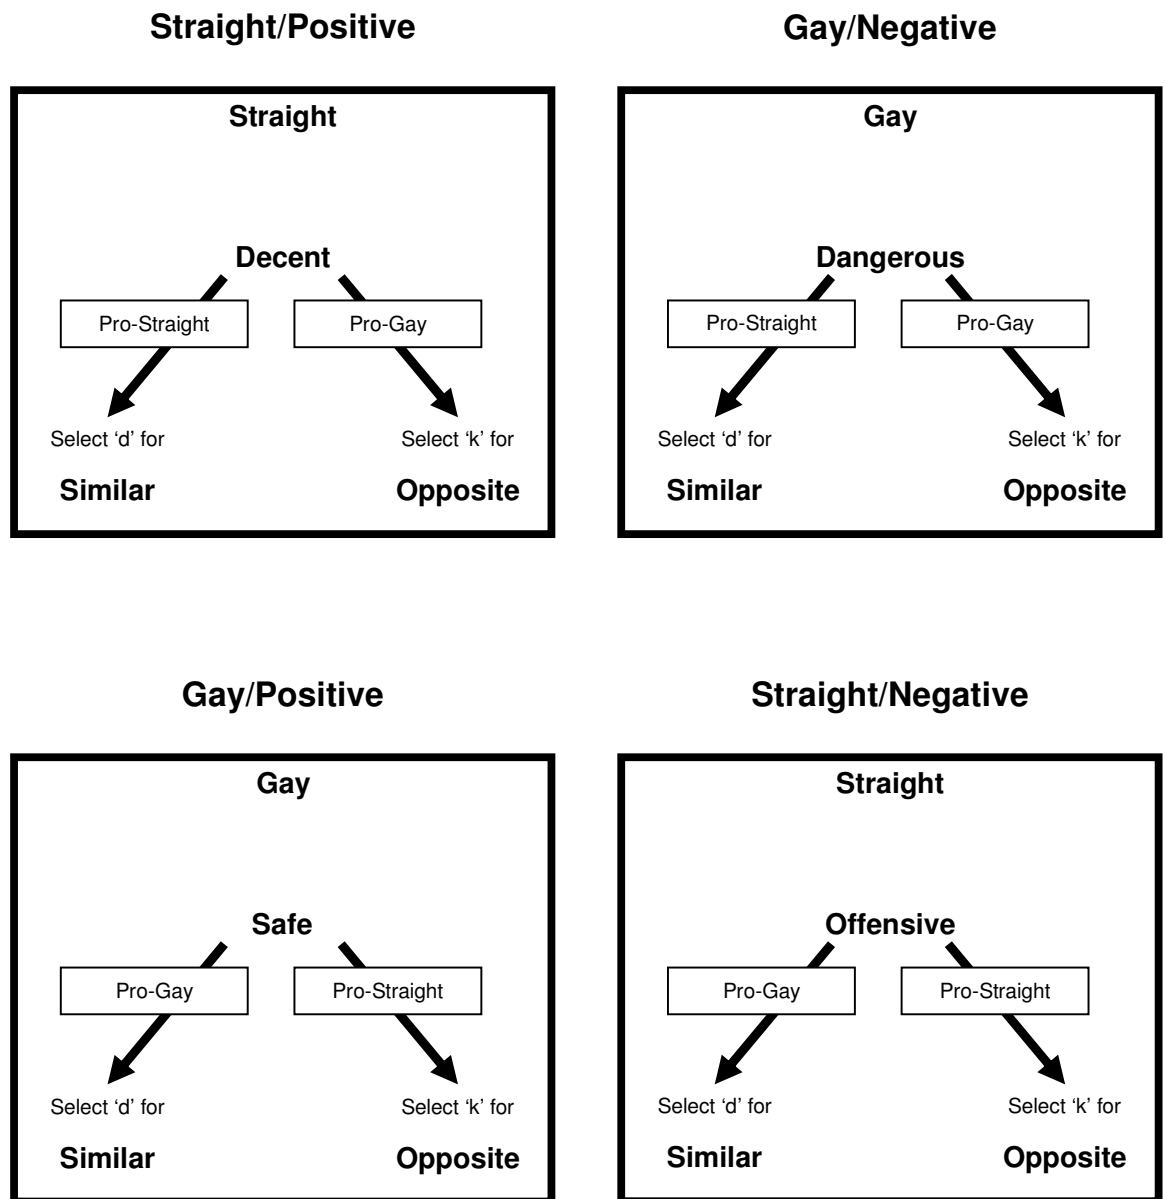 Straight/Positive
Gay/Negative
Straight
Decent
Pro-Straight
Pro-Gay
Select ‘d’ for
Select ‘k’ for
Similar
Opposite
Gay
Dangerous
Pro-Straight
Pro-Gay
Select ‘d’ for
Select ‘k’ for
Similar
Opposite
Gay/Positive
Straight/Negative
Gay
Safe
Pro-Gay
Pro-Straight
Select ‘d’ for
Select ‘k’ for
Similar
Opposite
Straight
Offensive
Pro-Gay
Pro-Straight
Select ‘d’ for
Select ‘k’ for
Similar
Opposite